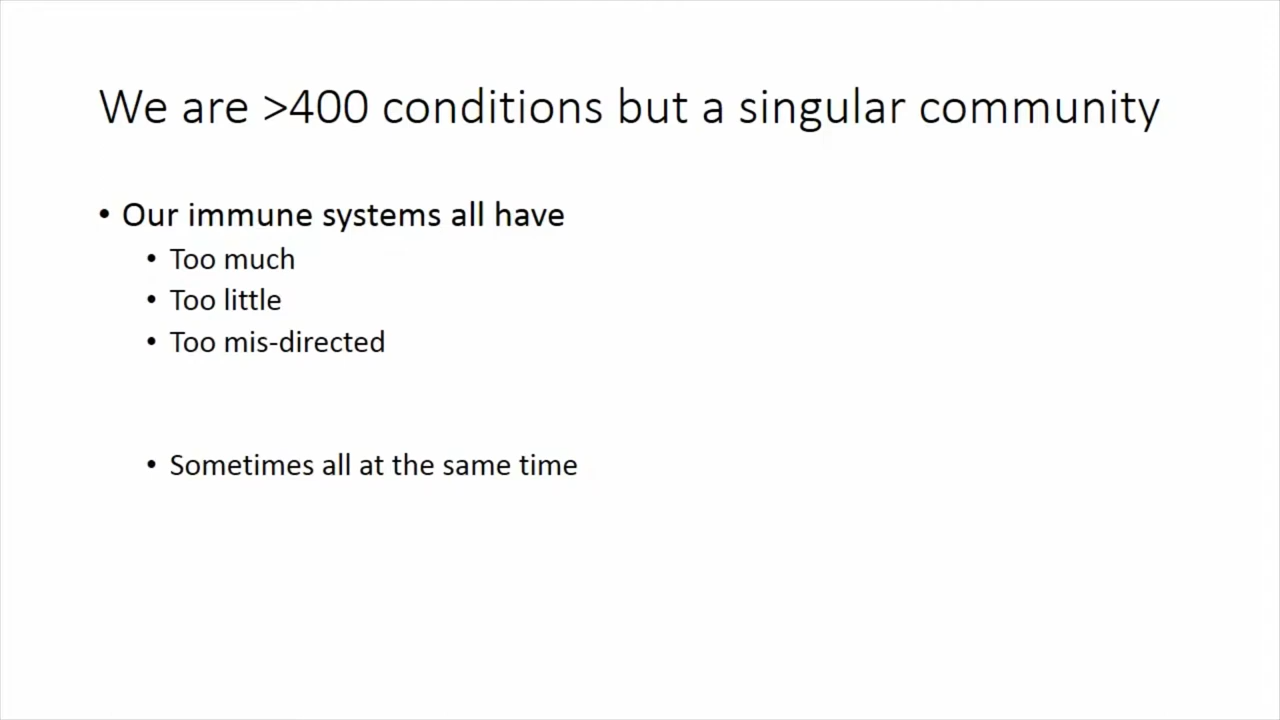 We are >400 conditions but a singular community
• Our immune systems all have
• Too much
• Too little
• Too mis-directed
• Sometimes all at the same time